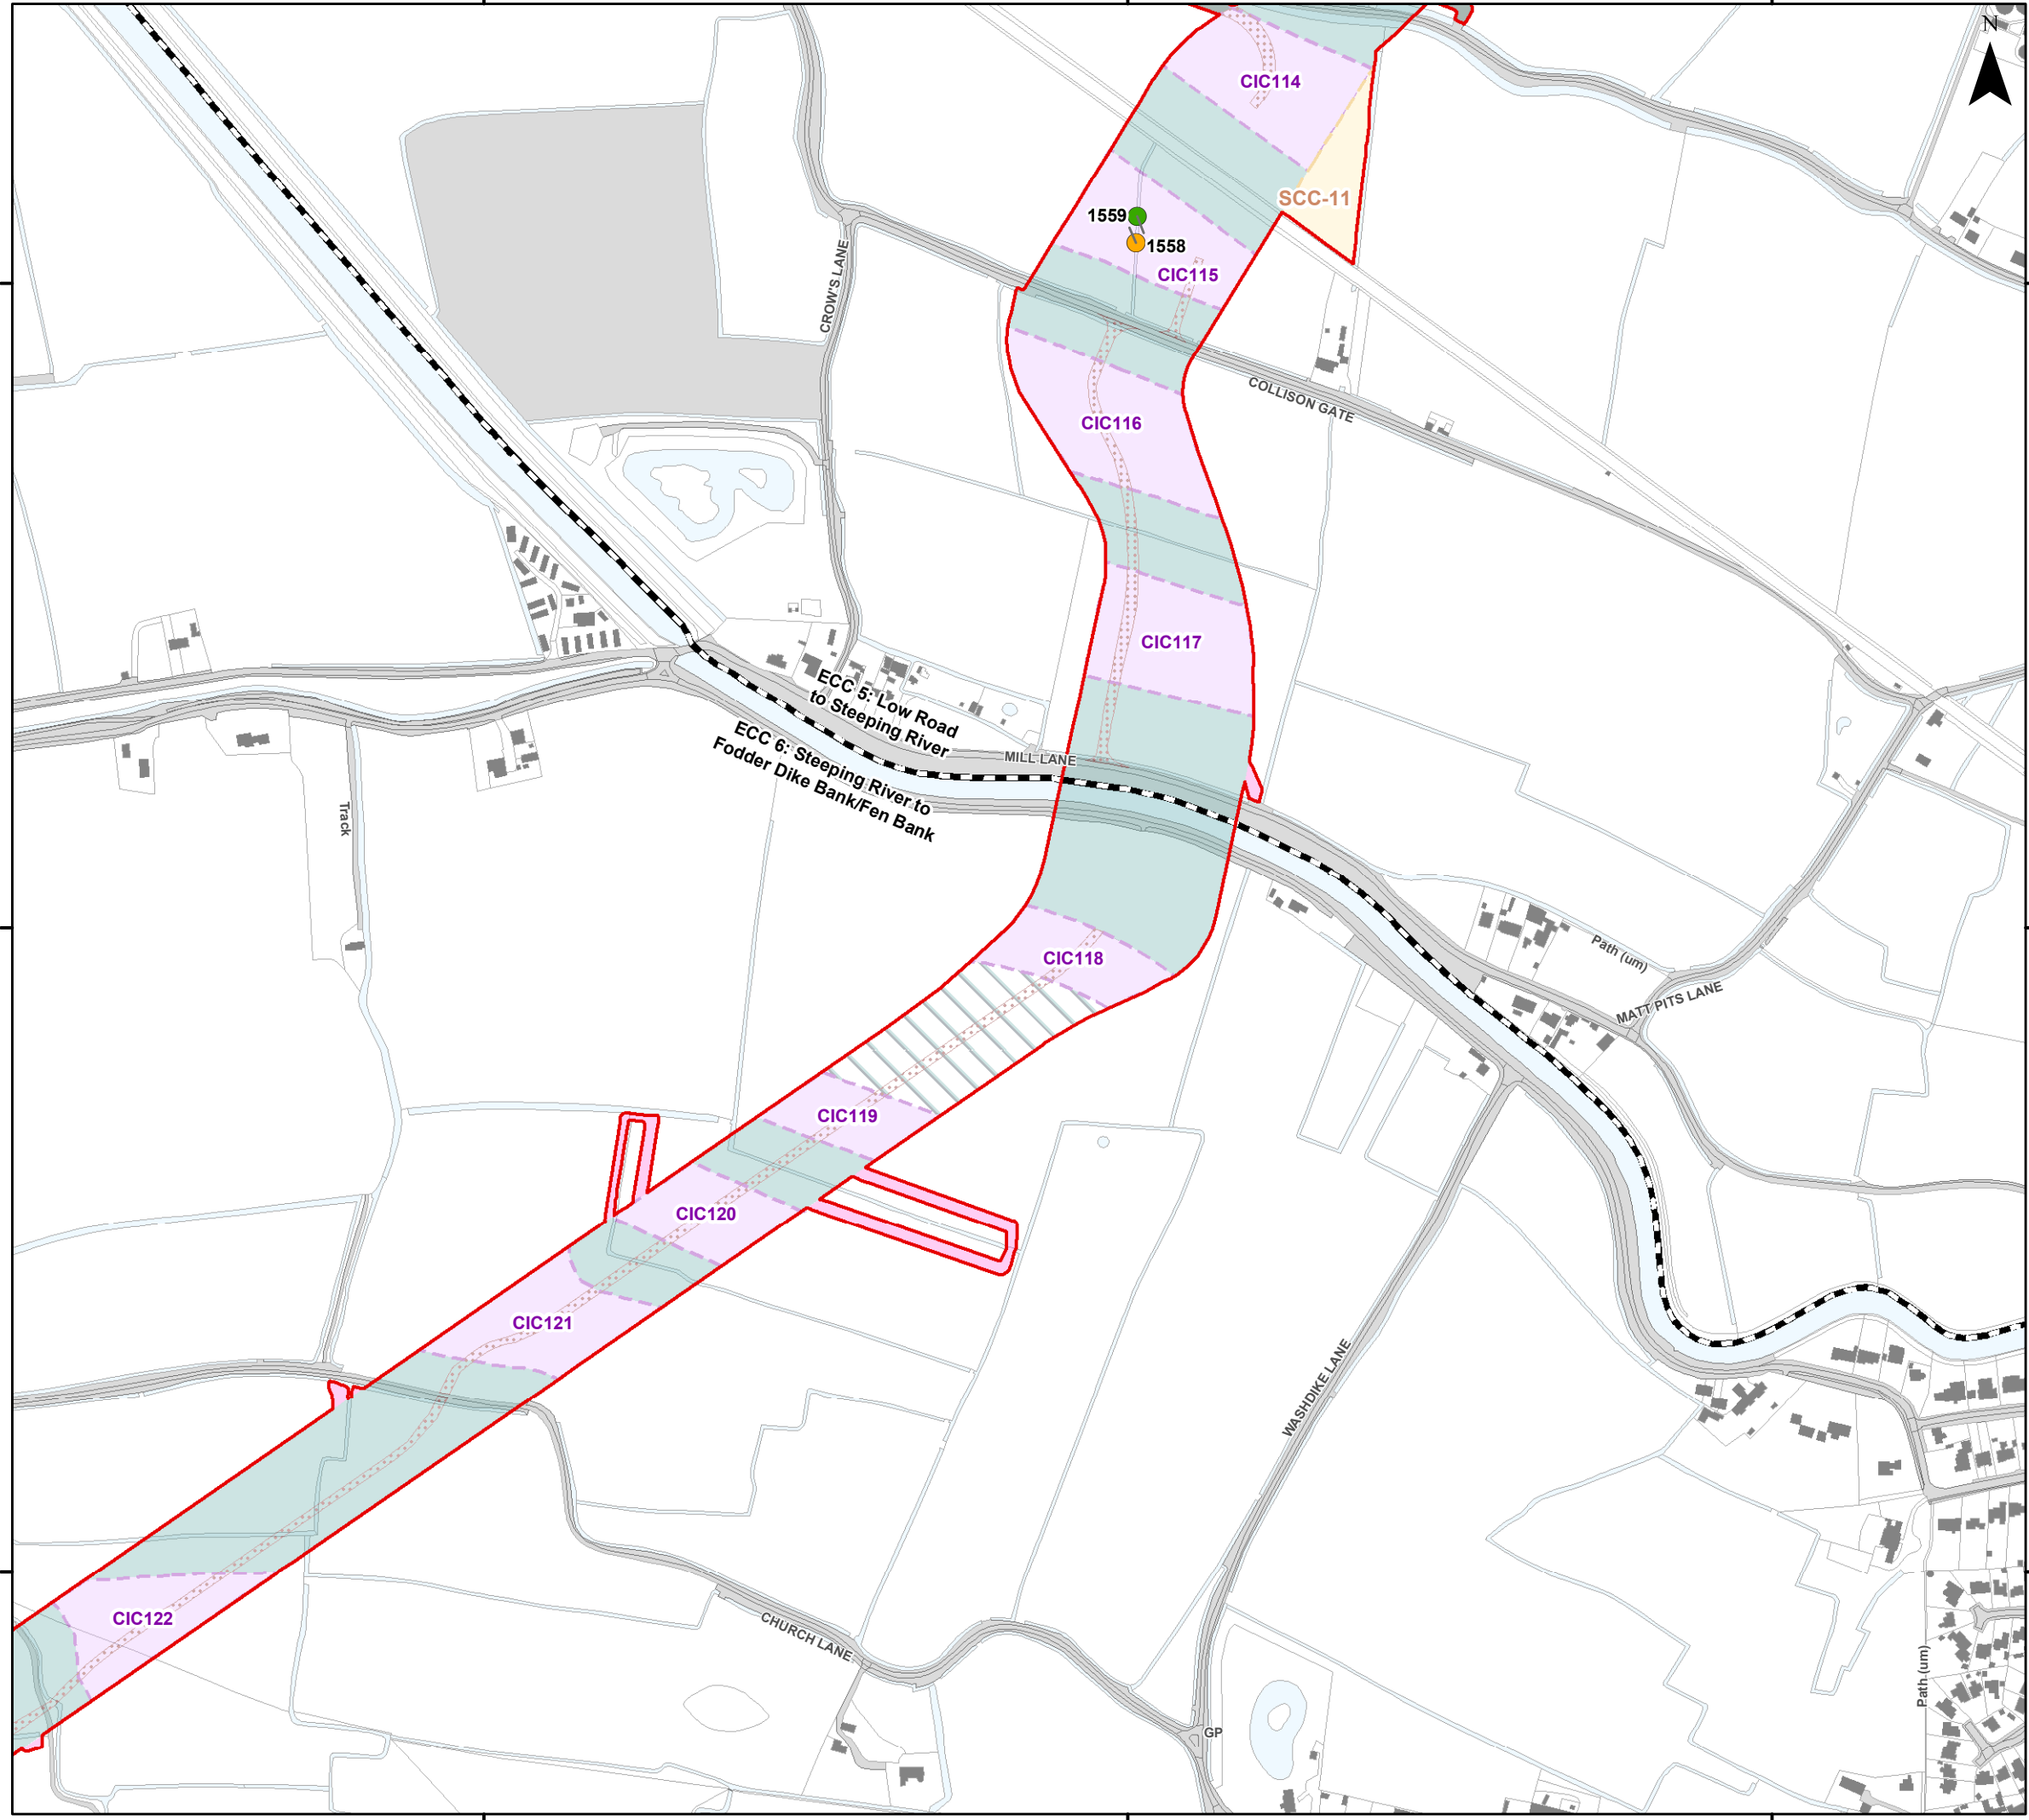 N
CIC114
SCC-11
1559
1558
CIC115
CROW'S LANE
COLLISON GATE
CIC116
CIC117
ECC 5: Low Road
to Steeping River
ECC 6: Steeping River to
Fodder Dike Bank/Fen Bank
MILL LANE
Track
Path (um)
CIC118
MATT PITS LANE
CIC119
CIC120
CIC121
WASHDIKE LANE
CIC122
CHURCH LANE
Path (um)
GP